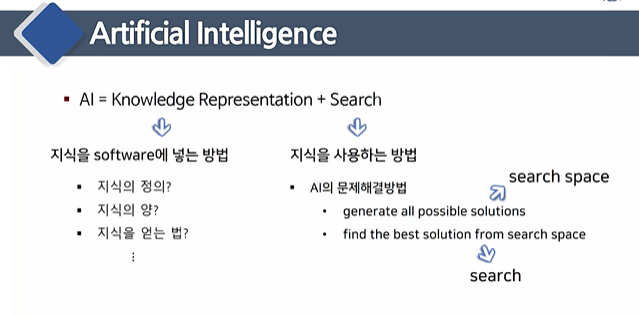 Artificial Intelligence
▪ AI = Knowledge Representation + Search
지식을 software에 넣는 방법
▪ 지식의 정의?
▪ 지식의 양?
▪ 지식을 얻는 법?
⋮
지식을 사용하는 방법
▪ AI의 문제해결방법
search space
• generate all possible solutions
• find the best solution from search space
search